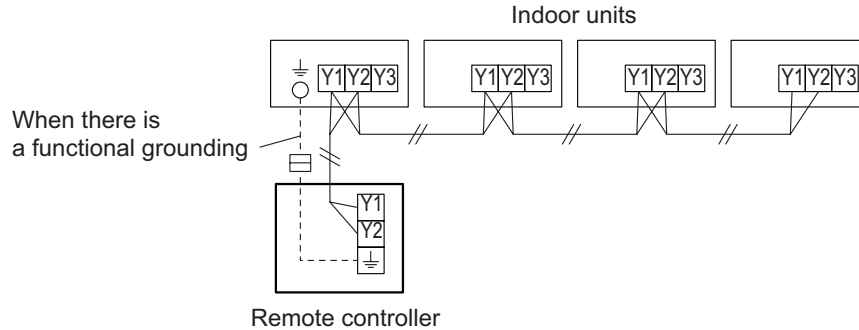 Indoor units
Y1 Y2 Y3 Y1 Y2 Y3 Y1 Y2 Y3 Y1 Y2 Y3
When there is
a functional grounding
Y1
Y2
Remote controller